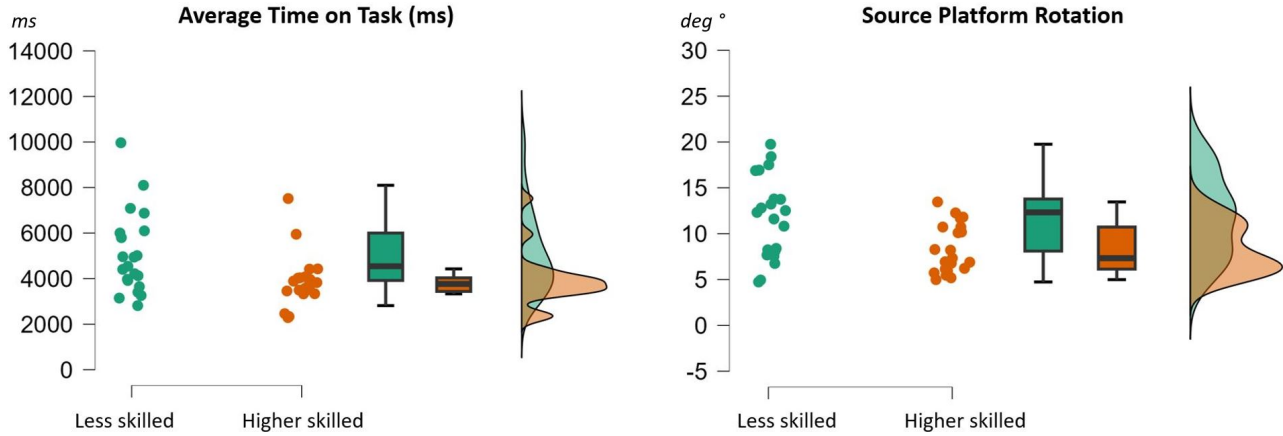 Average Time on Task (ms)
ms
14000
12000
10000
8000
6000
4000
2000
0
Less skilled
Higher skilled
Source Platform Rotation
deg °
30
25
20
15
10
5
0
-5
Less skilled
Higher skilled